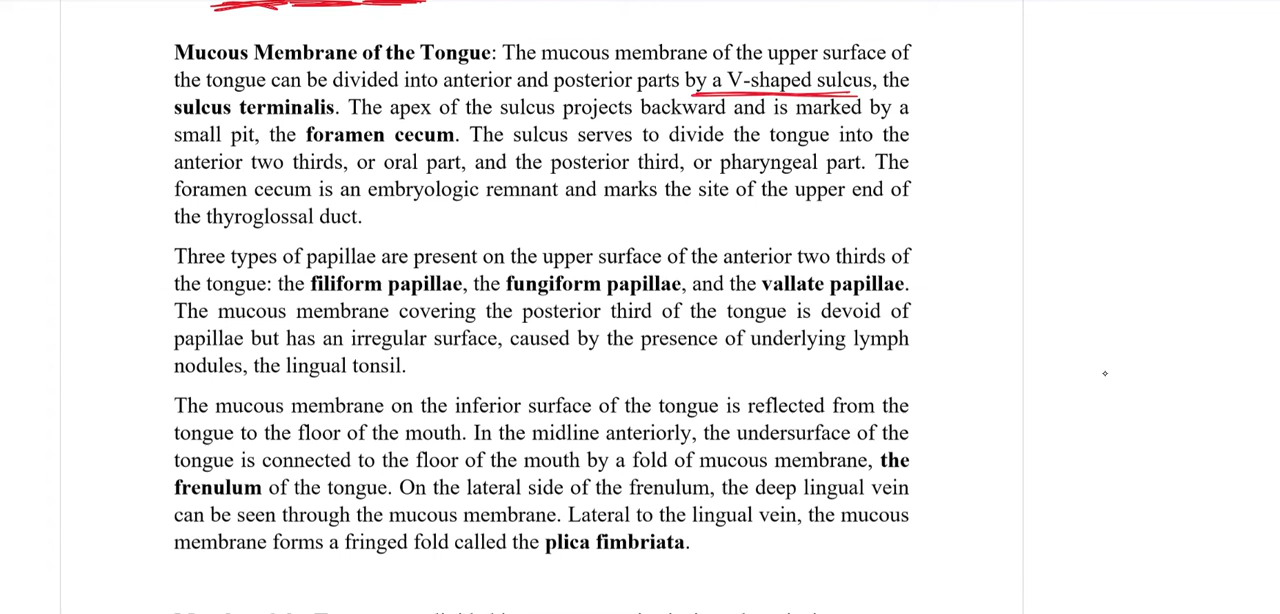 Mucous Membrane of the Tongue: The mucous membrane of the upper surface of
the tongue can be divided into anterior and posterior parts by a V-shaped sulcus, the
sulcus terminalis. The apex of the sulcus projects backward and is marked by a
small pit, the foramen cecum. The sulcus serves to divide the tongue into the
anterior two thirds, or oral part, and the posterior third, or pharyngeal part. The
foramen cecum is an embryologic remnant and marks the site of the upper end of
the thyroglossal duct.
Three types of papillae are present on the upper surface of the anterior two thirds of
the tongue: the filiform papillae, the fungiform papillae, and the vallate papillae.
The mucous membrane covering the posterior third of the tongue is devoid of
papillae but has an irregular surface, caused by the presence of underlying lymph
nodules, the lingual tonsil.
The mucous membrane on the inferior surface of the tongue is reflected from the
tongue to the floor of the mouth. In the midline anteriorly, the undersurface of the
tongue is connected to the floor of the mouth by a fold of mucous membrane, the
frenulum of the tongue. On the lateral side of the frenulum, the deep lingual vein
can be seen through the mucous membrane. Lateral to the lingual vein, the mucous
membrane forms a fringed fold called the plica fimbriata.